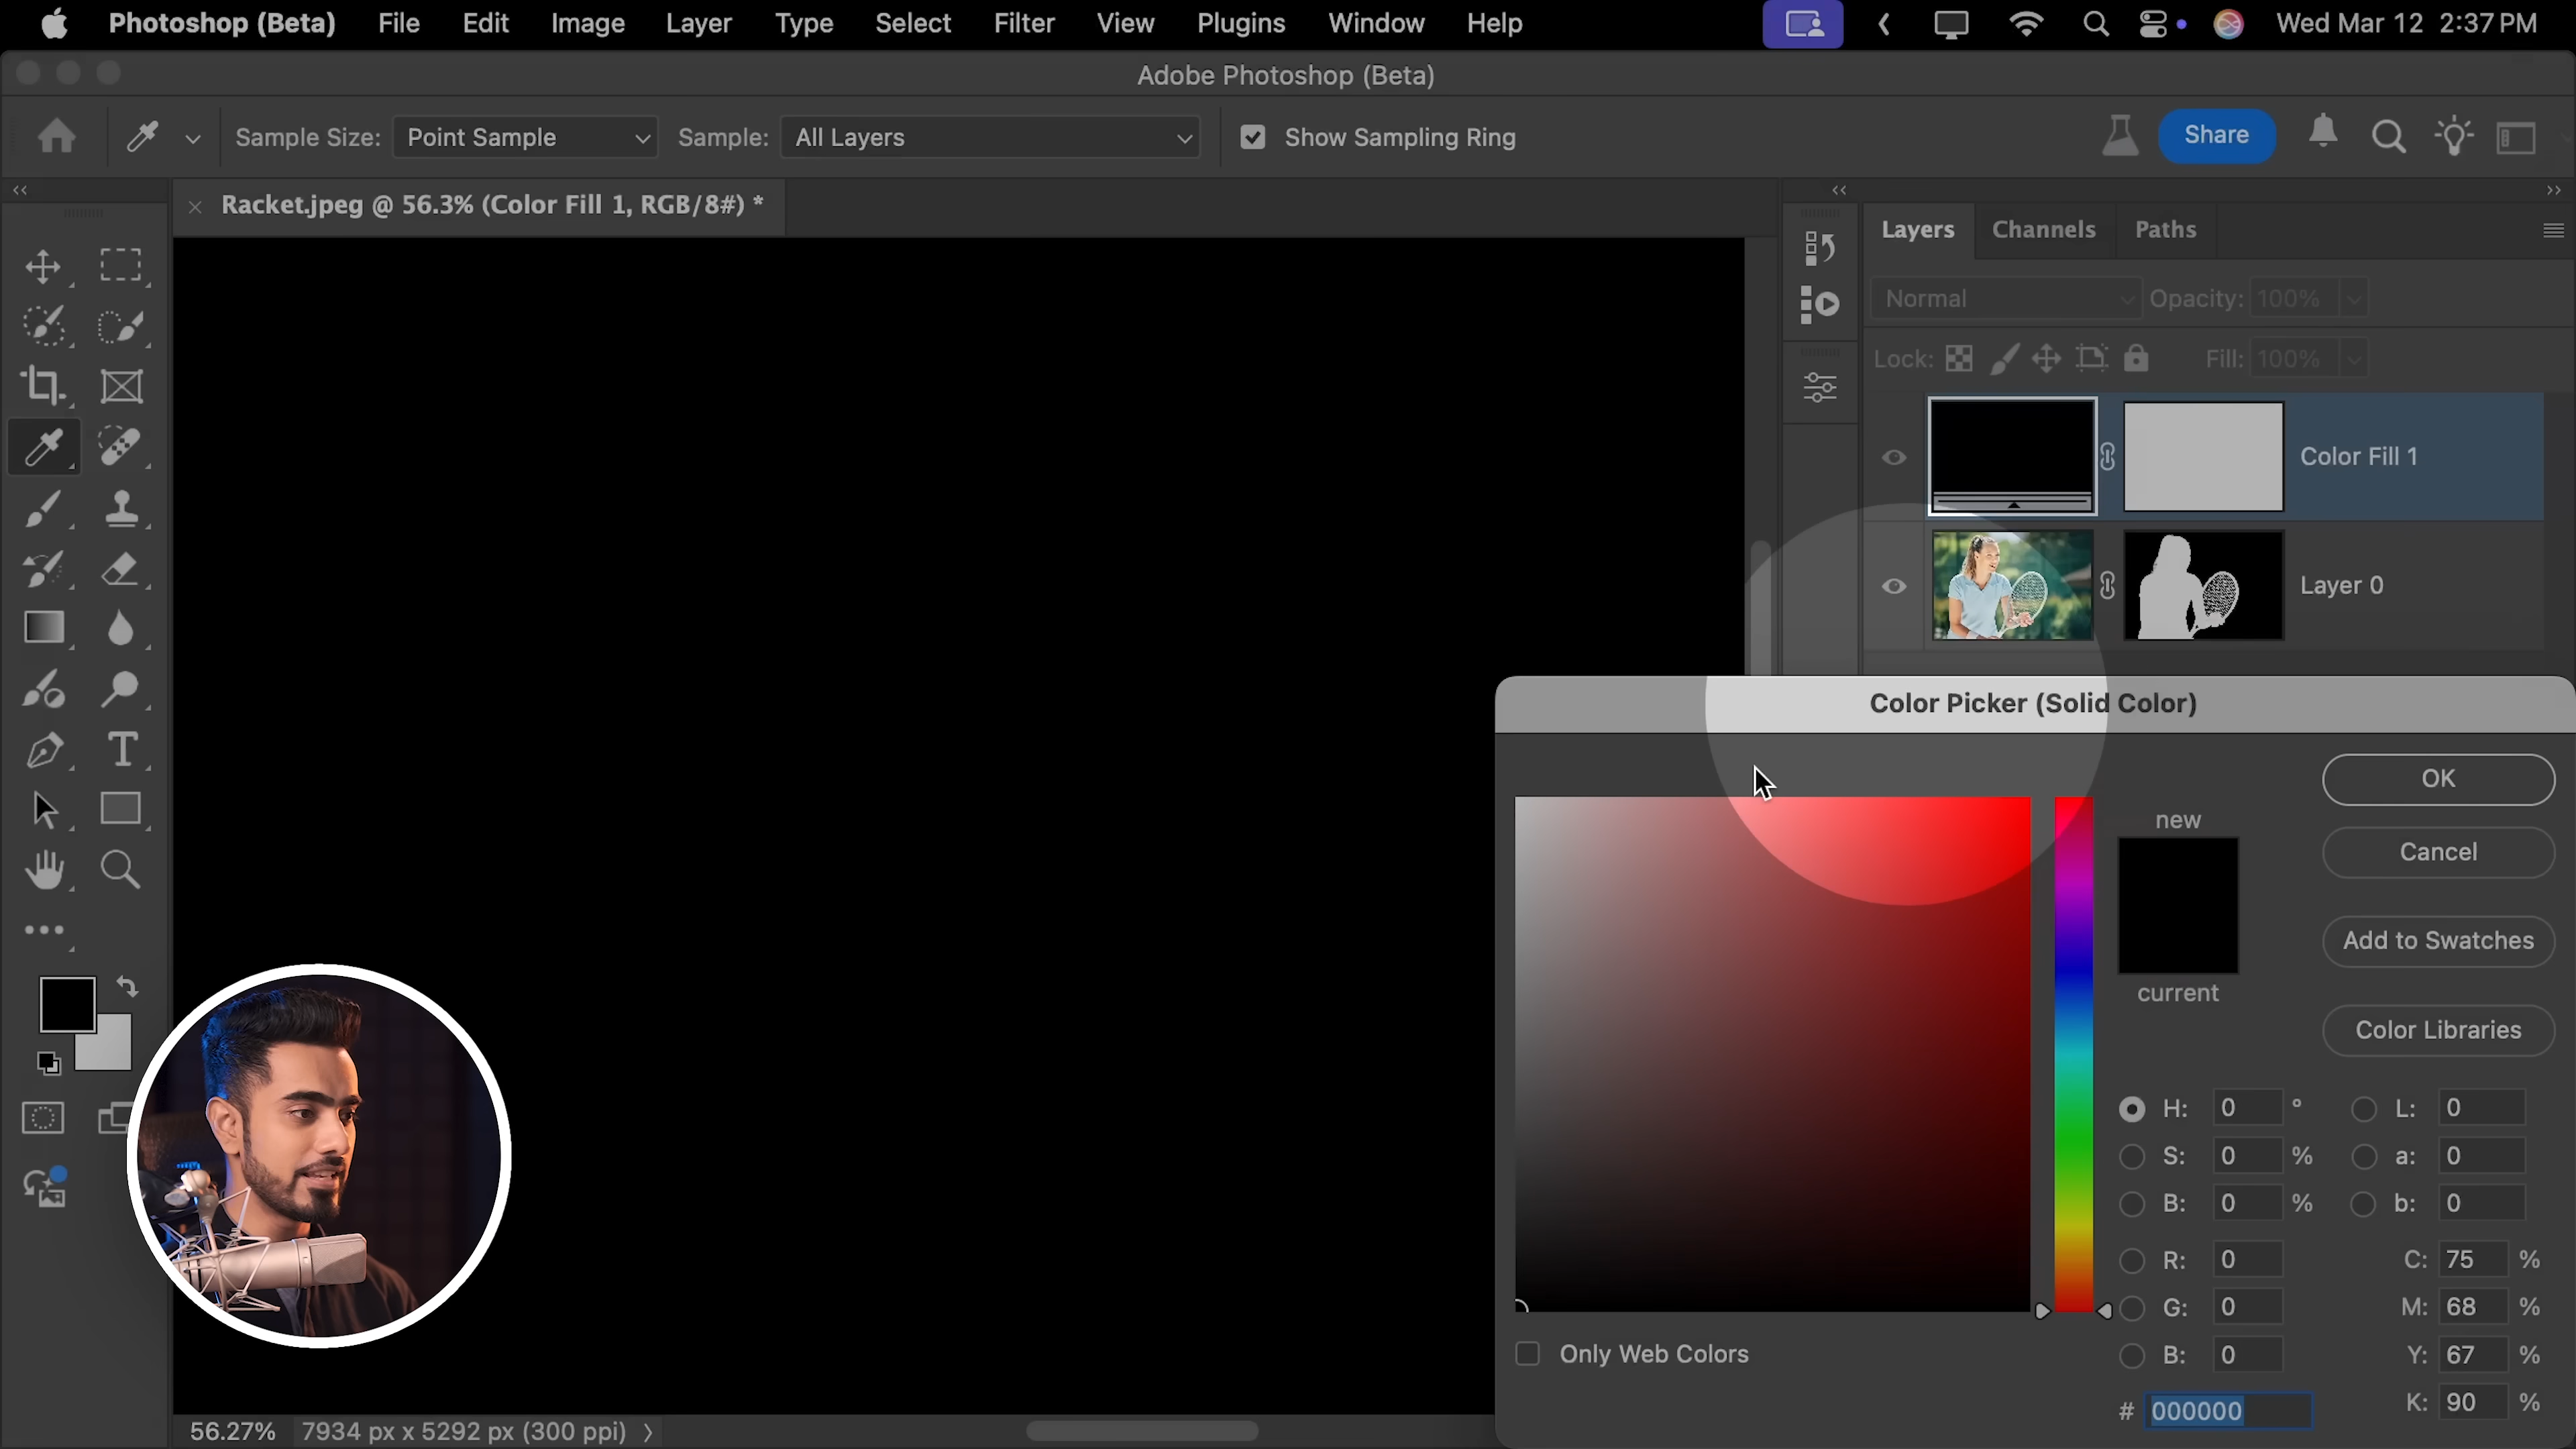 Photoshop (Beta) File Edit Image Layer Type Select Filter View Plugins Window Help Wed Mar 12 2:37 PM
Adobe Photoshop (Beta)
Sample Size: Point Sample Sample: All Layers Show Sampling Ring Share
Racket.jpeg @ 56.3% (Color Fill 1, RGB/8#) *
Layers Channels Paths
Normal Opacity: 100%
Lock: Fill: 100%
Color Fill 1
Layer 0
Color Picker (Solid Color)
OK
new
Cancel
Add to Swatches
current
Color Libraries
H: 0 ° L: 0
S: 0 % a: 0
B: 0 % b: 0
R: 0 C: 75 %
G: 0 M: 68 %
Only Web Colors B: 0 Y: 67 %
# 000000 K: 90 %
56.27% 7934 px x 5292 px (300 ppi)